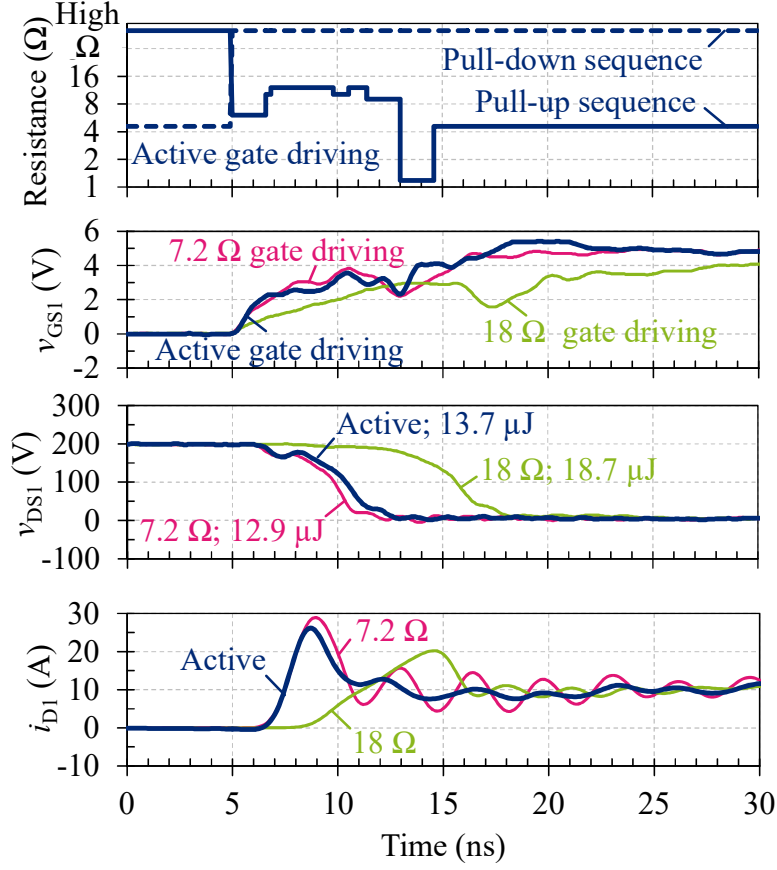 High
Ω
16
8
4
2
1
Resistance (Ω)
Pull-down sequence
Pull-up sequence
Active gate driving
6
4
2
0
-2
vGS1 (V)
7.2 Ω gate driving
Active gate driving
18 Ω gate driving
300
200
100
0
-100
vDS1 (V)
Active; 13.7 µJ
18 Ω; 18.7 µJ
7.2 Ω; 12.9 µJ
30
20
10
0
-10
iD1 (A)
7.2 Ω
Active
18 Ω
0 5 10 15 20 25 30
Time (ns)